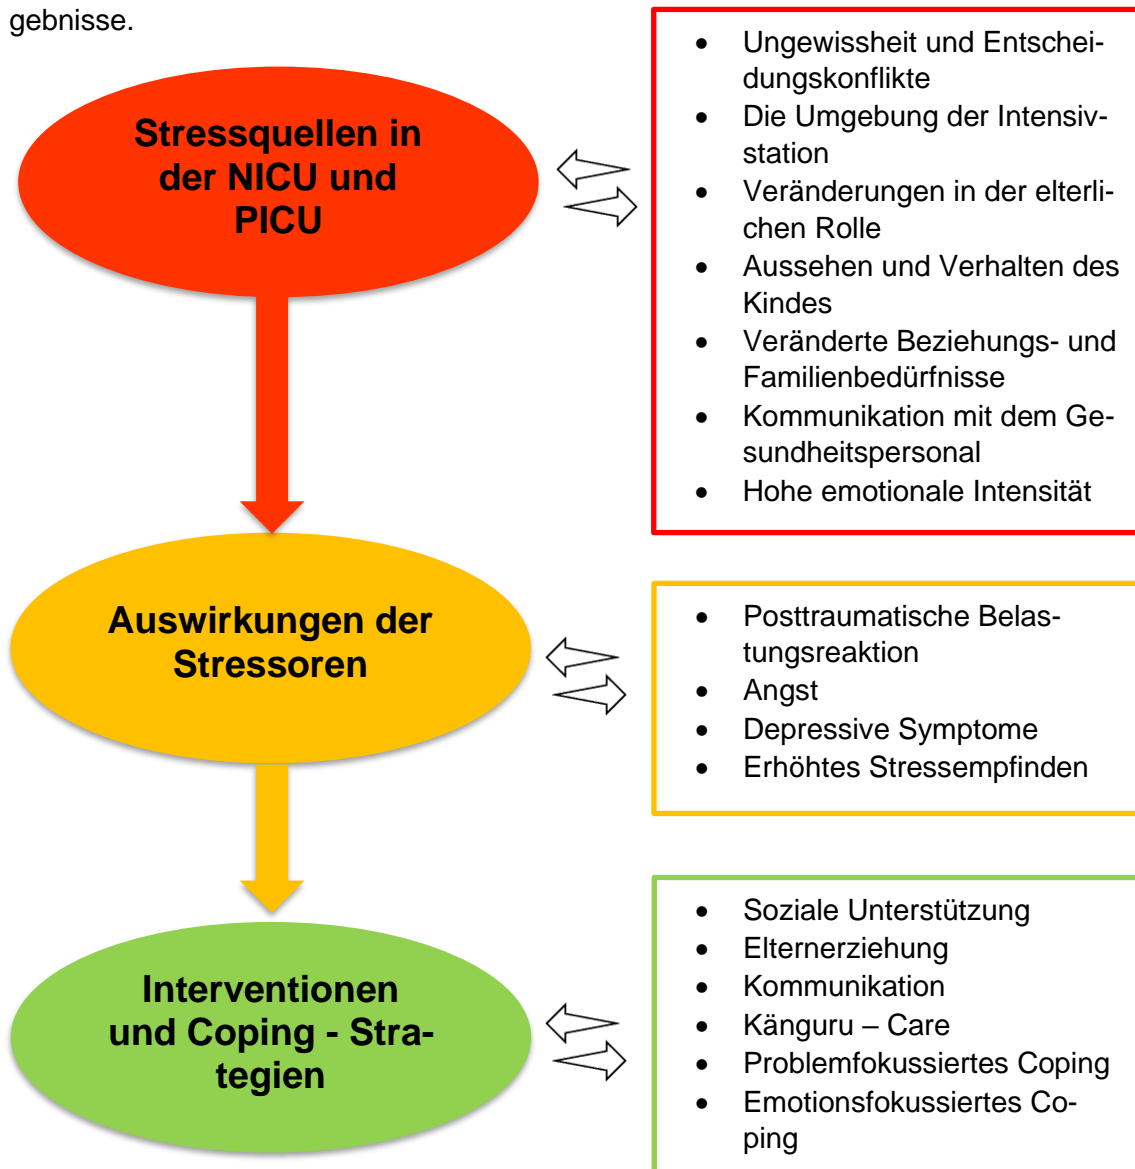 gebnisse.
Stressquellen in
der NICU und
PICU
• Ungewissheit und Entschei-
dungskonflikte
• Die Umgebung der Intensiv-
station
• Veränderungen in der elterli-
chen Rolle
• Aussehen und Verhalten des
Kindes
• Veränderte Beziehungs- und
Familienbedürfnisse
• Kommunikation mit dem Ge-
sundheitspersonal
• Hohe emotionale Intensität
Auswirkungen der
Stressoren
• Posttraumatische Belas-
tungsreaktion
• Angst
• Depressive Symptome
• Erhöhtes Stressempfinden
Interventionen
und Coping - Stra-
tegien
• Soziale Unterstützung
• Elternerziehung
• Kommunikation
• Känguru – Care
• Problemfokussiertes Coping
• Emotionsfokussiertes Co-
ping